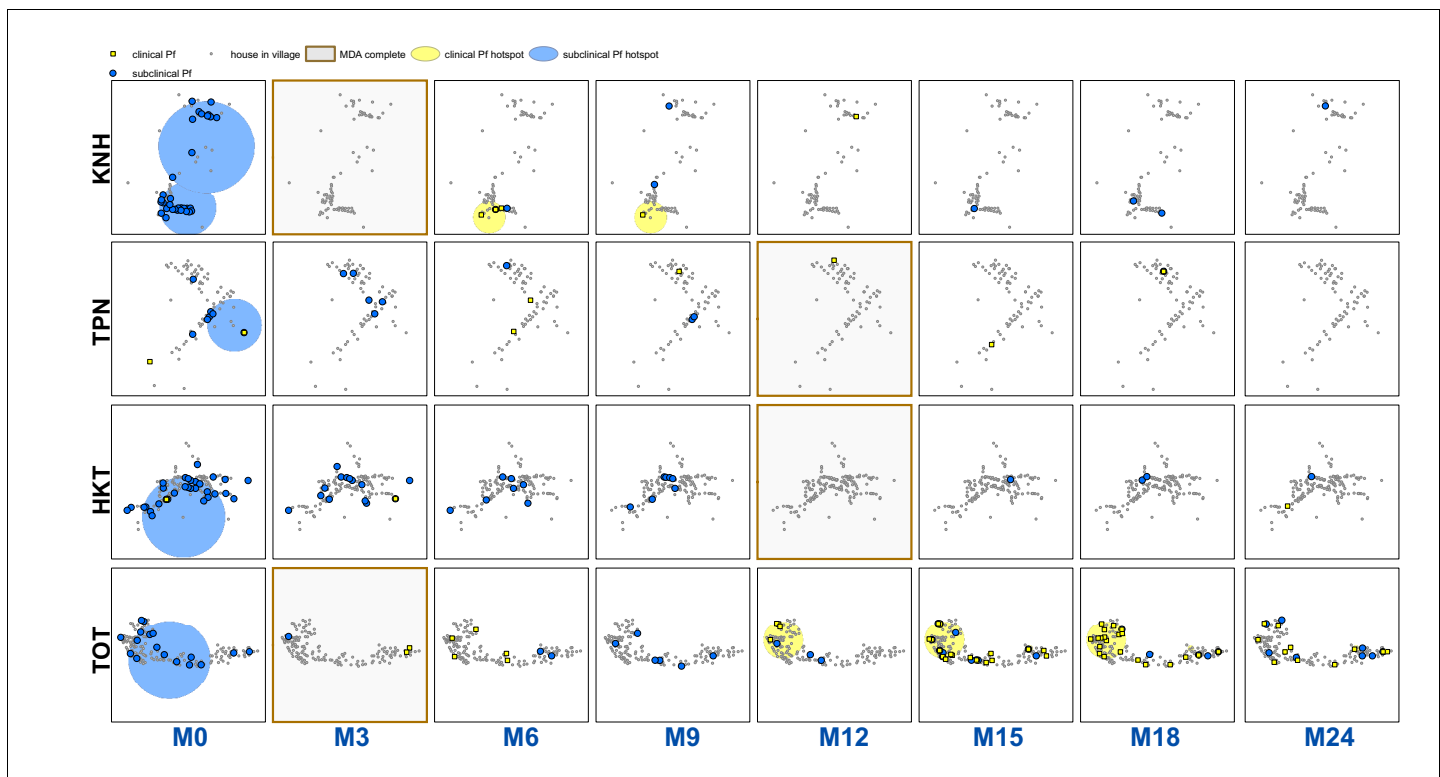 clinical Pf house in village MDA complete clinical Pf hotspot subclinical Pf hotspot
subclinical Pf
KNH
TPN
HKT
TOT
M0 M3 M6 M9 M12 M15 M18 M24